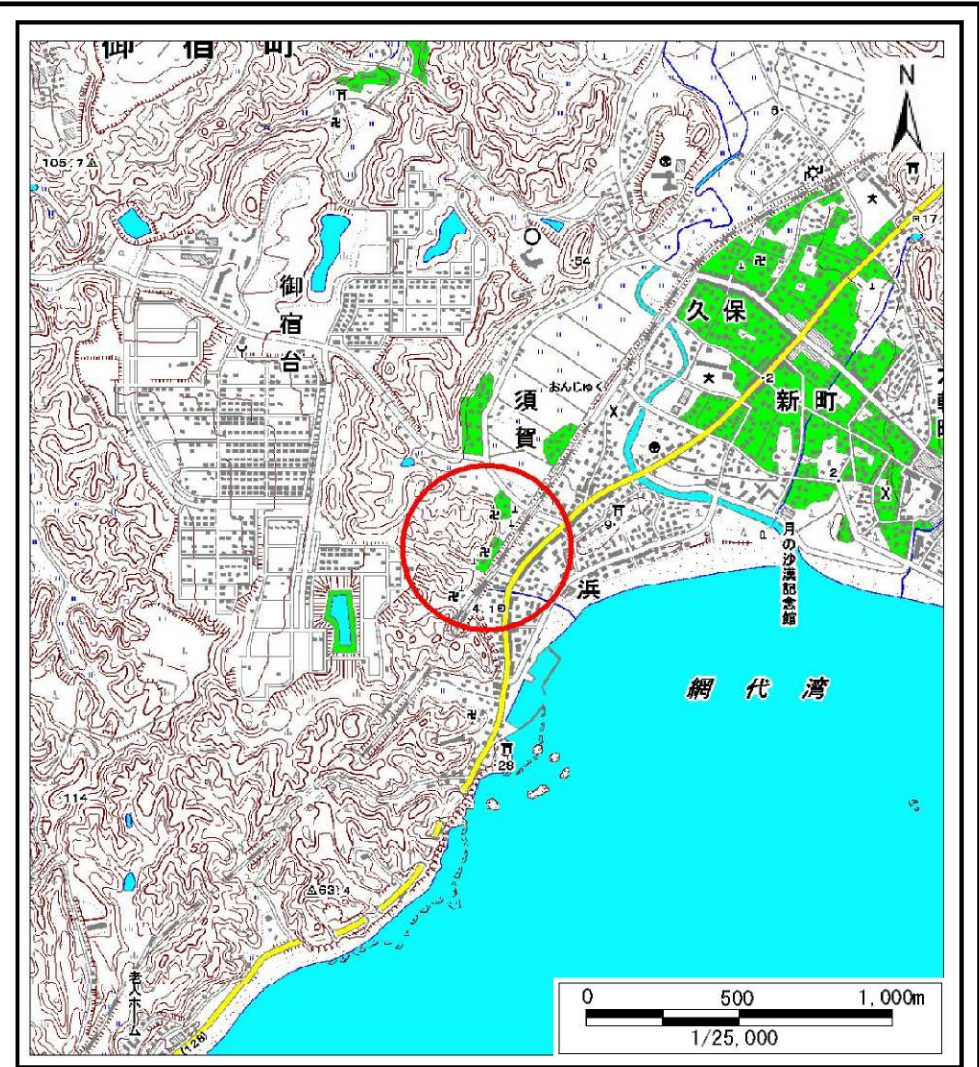 御宿町
N
105.7
御宿台
54
久保
17
おんじゅく
須賀
新町
2
2
9
浜
月の沙漠記念館
4.1
網代湾
28
114
63.4
老人ホーム
(128)
0 500 1,000m
1/25,000